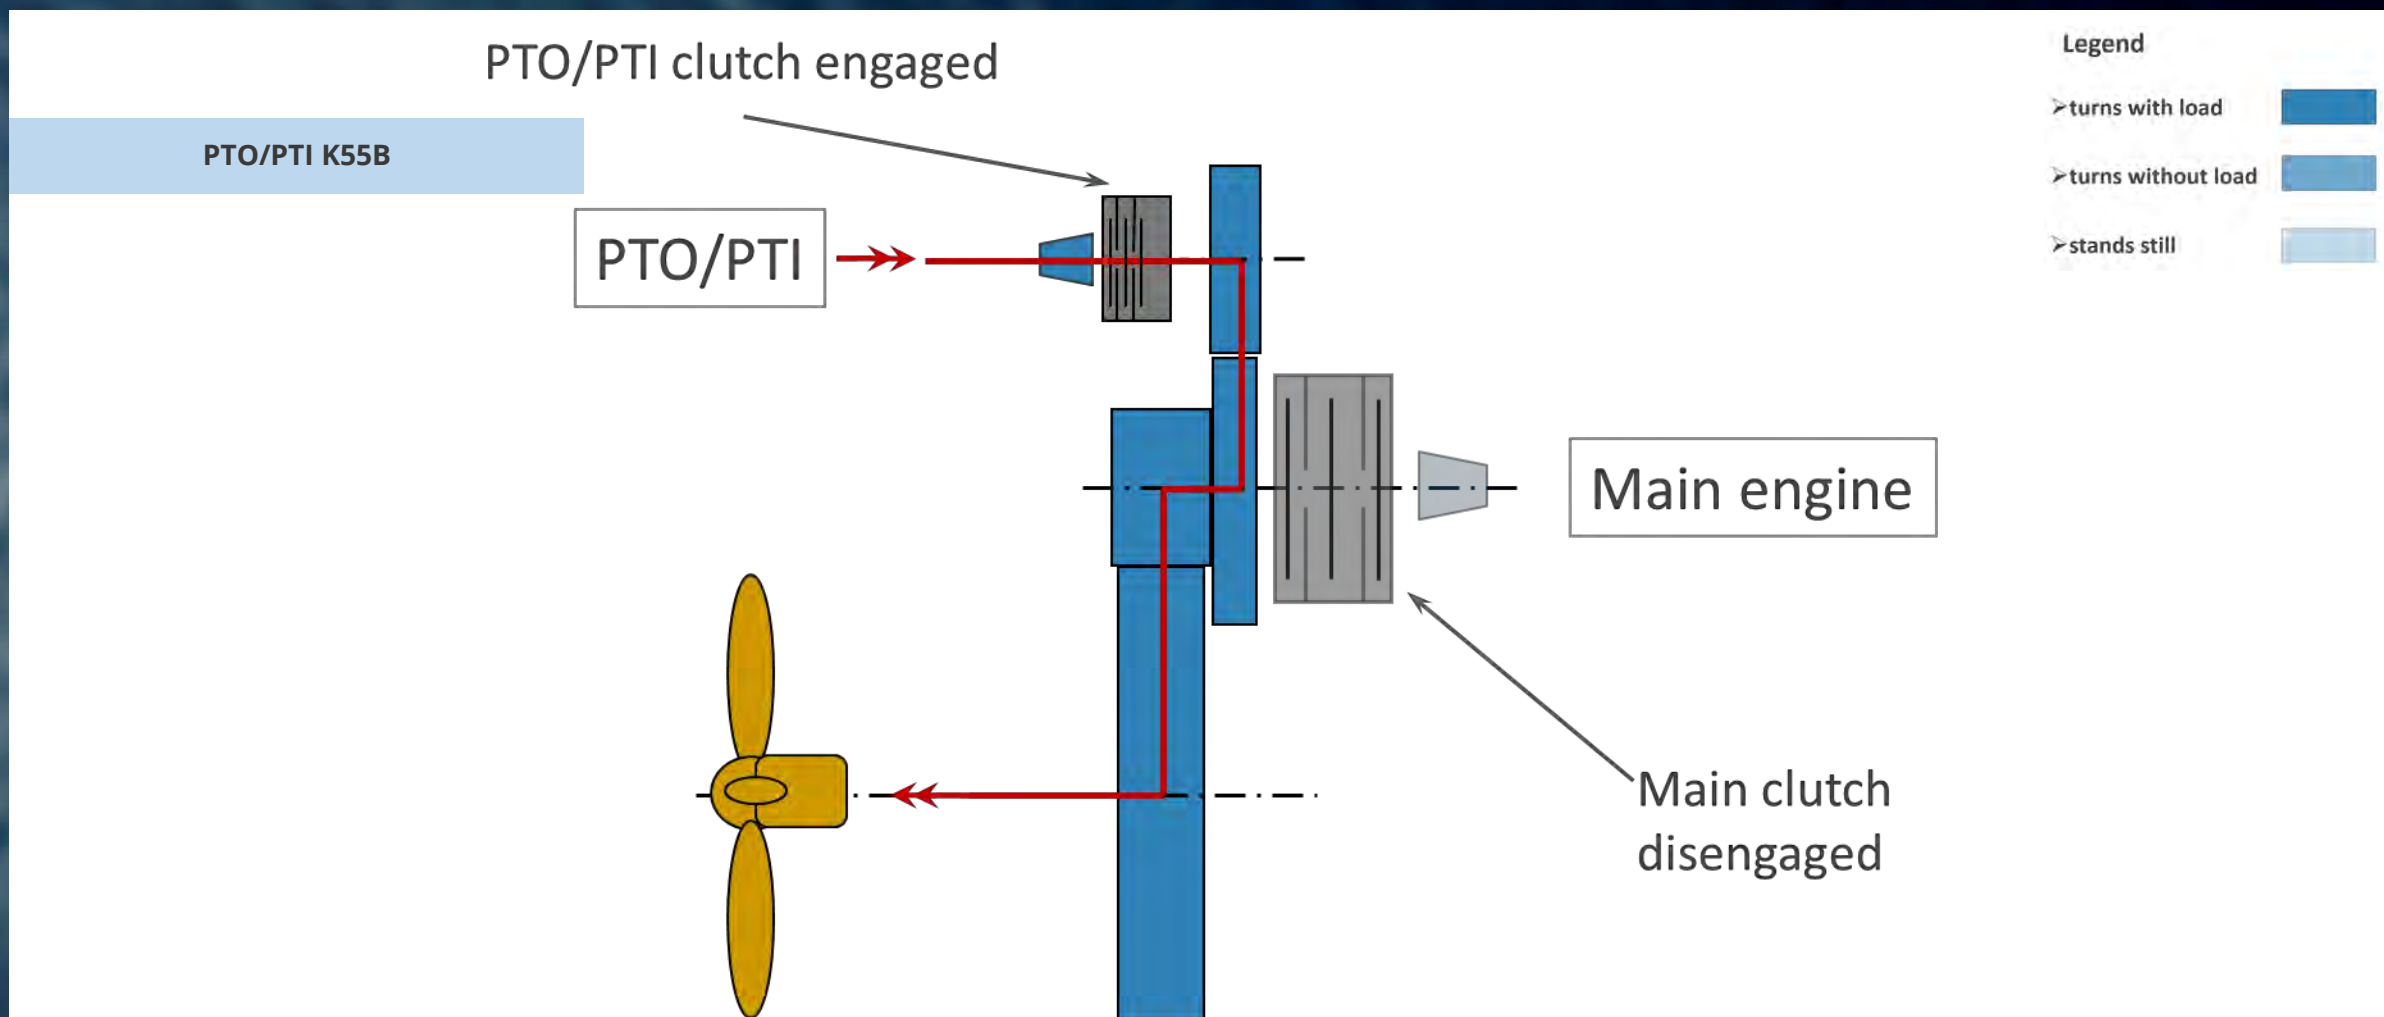 PTO/PTI clutch engaged
PTO/PTI K55B
PTO/PTI
Main engine
Main clutch
disengaged
Legend
➢turns with load
➢turns without load
➢stands still